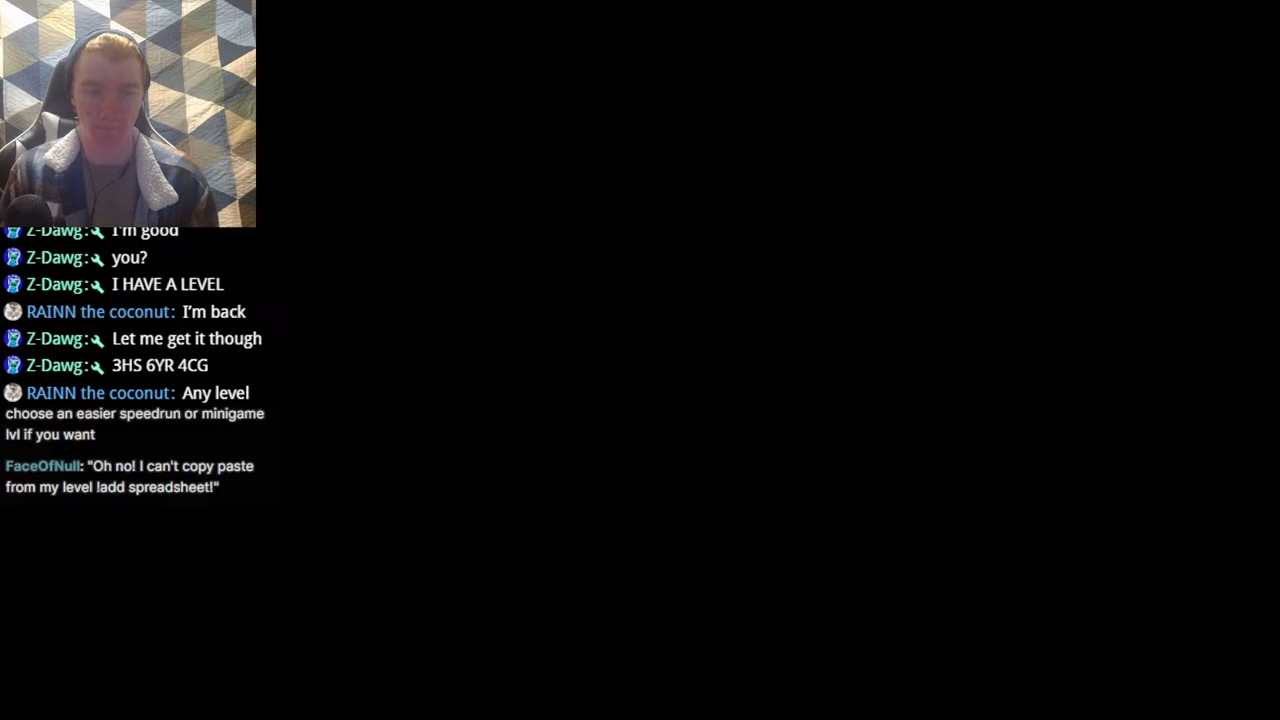 Z-Dawg: I'm good
Z-Dawg: you?
Z-Dawg: I HAVE A LEVEL
RAINN the coconut: I'm back
Z-Dawg: Let me get it though
Z-Dawg: 3HS 6YR 4CG
RAINN the coconut: Any level
choose an easier speedrun or minigame
lvl if you want
FaceOfNull: "Oh no! I can't copy paste
from my level !add spreadsheet!"